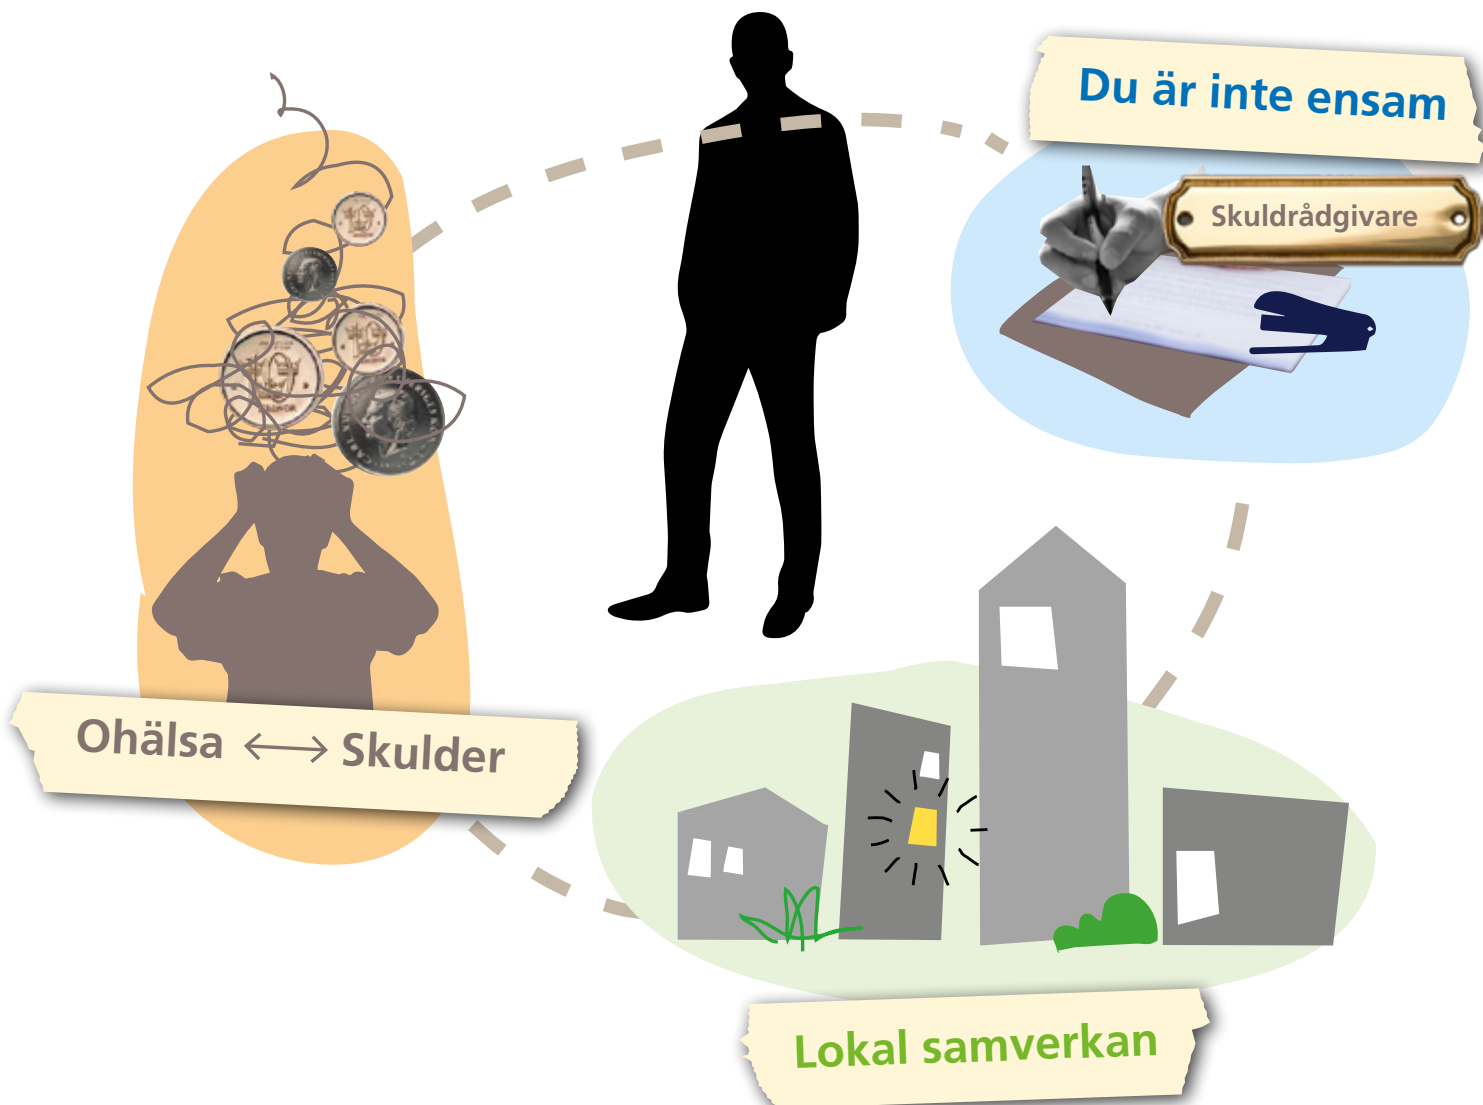 Du är inte ensam
Skuldrådgivare
Ohälsa ⟷ Skulder
Lokal samverkan